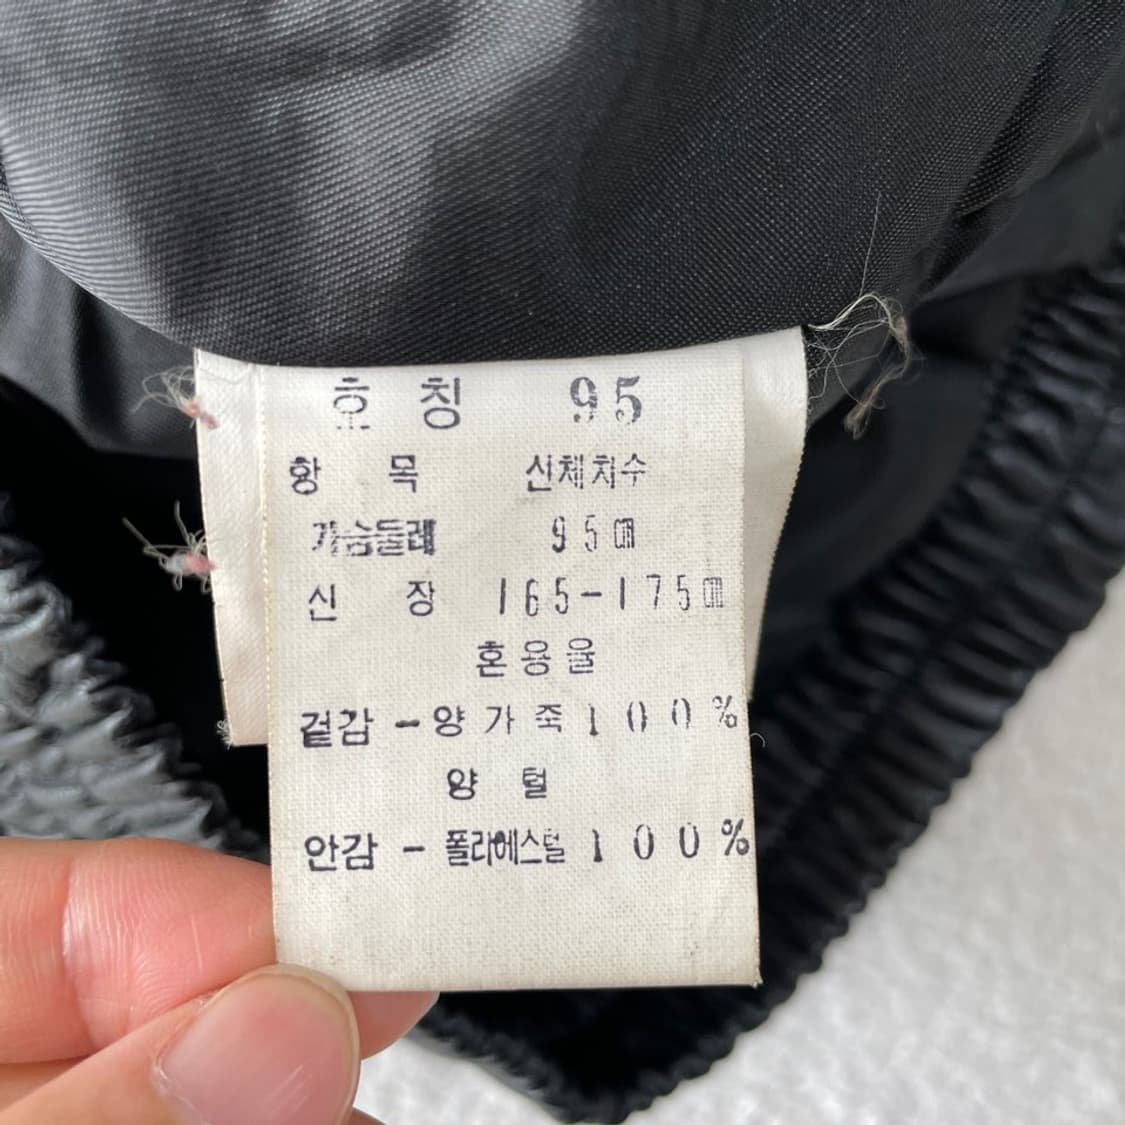 호칭 95
항목 신체치수
가슴둘레 95㎝
신장 165-175㎝
혼용율
겉감 - 양가죽 100%
양털
안감 - 폴리에스털 100%